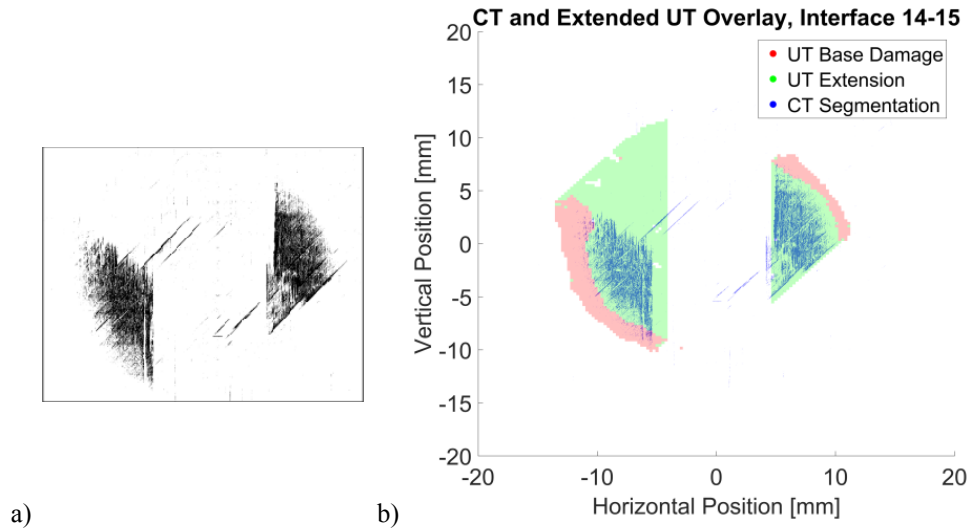 CT and Extended UT Overlay, Interface 14-15
20
15
10
5
0
-5
-10
-15
-20
Vertical Position [mm]
UT Base Damage
UT Extension
CT Segmentation
-20
-10
0
10
20
Horizontal Position [mm]
a)
b)